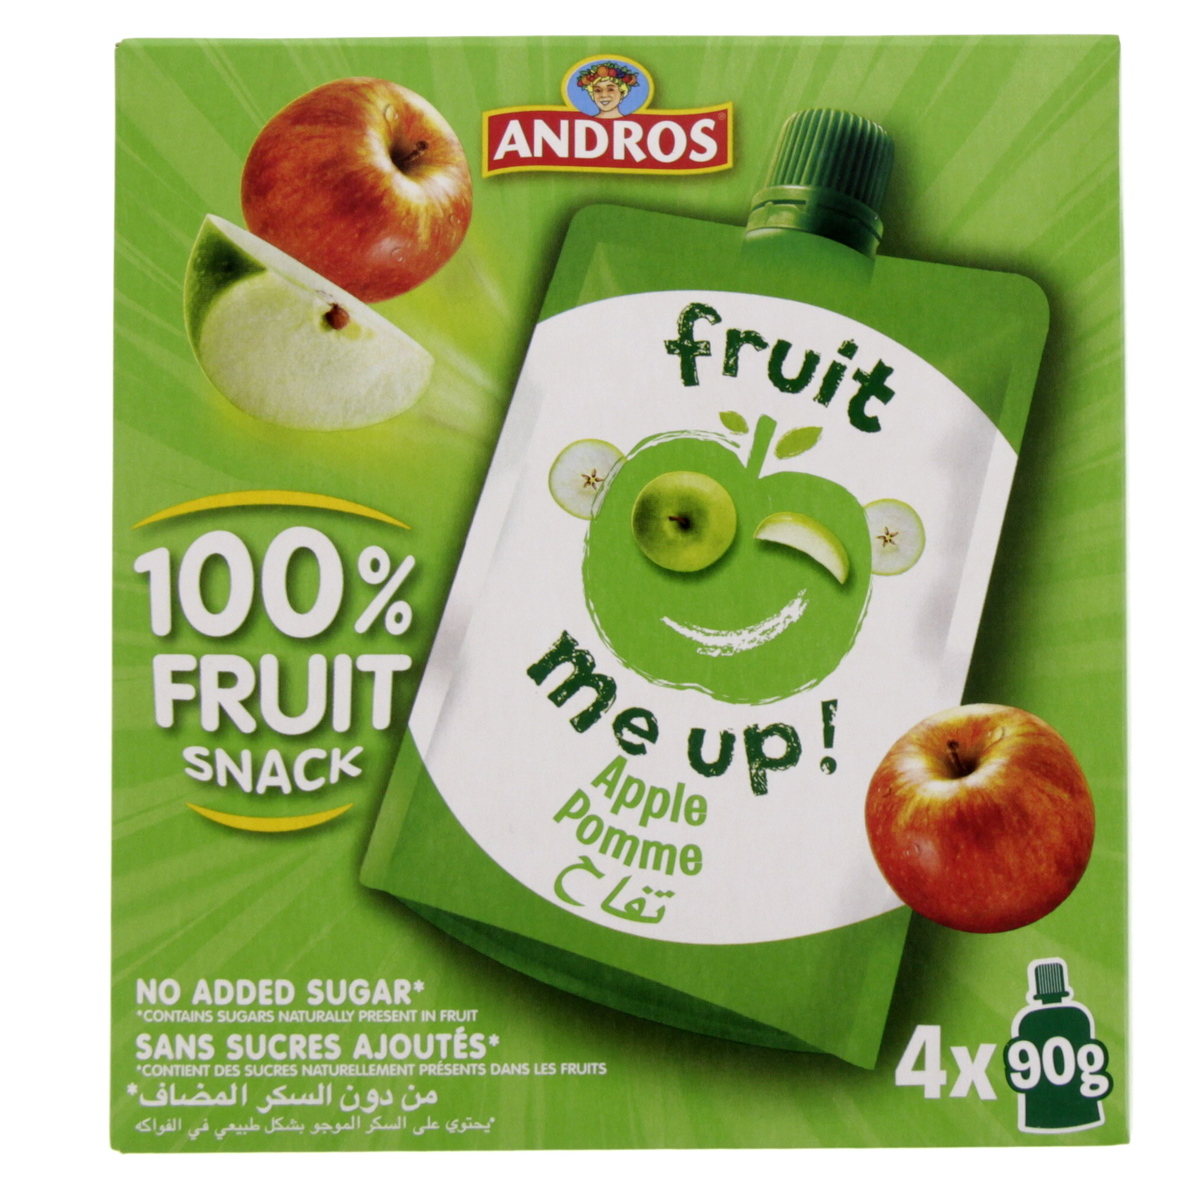 ANDROS
fruit
me up!
Apple
Pomme
تفاح
100%
FRUIT
SNACK
NO ADDED SUGAR*
*CONTAINS SUGARS NATURALLY PRESENT IN FRUIT
SANS SUCRES AJOUTÉS*
*CONTIENT DES SUCRES NATURELLEMENT PRÉSENTS DANS LES FRUITS
من دون السكر المضاف*
*يحتوي على السكر الموجو بشكل طبيعي في الفواكه
4x90g